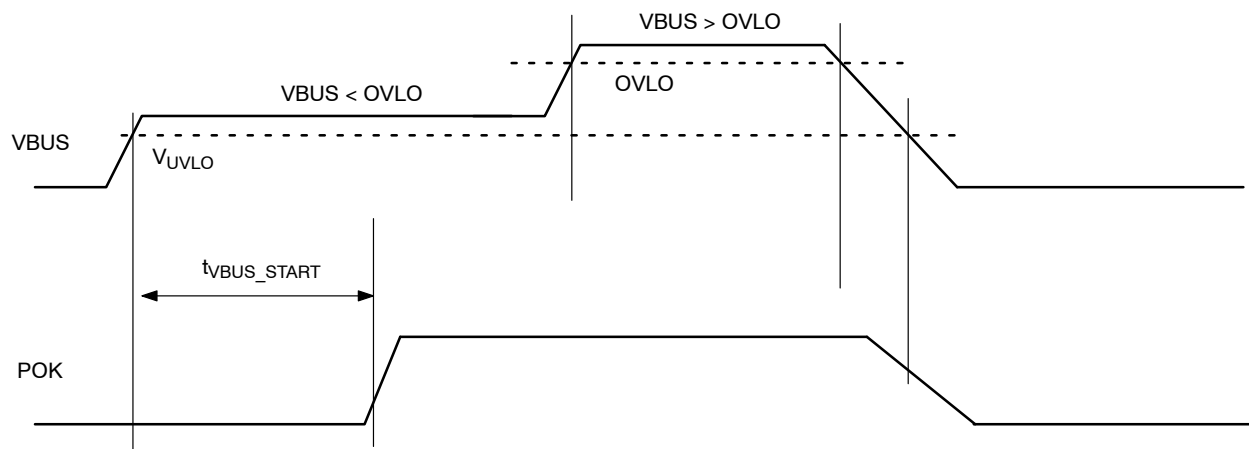 VBUS > OVLO
OVLO
VBUS < OVLO
VBUS
VUVLO
tVBUS_START
POK